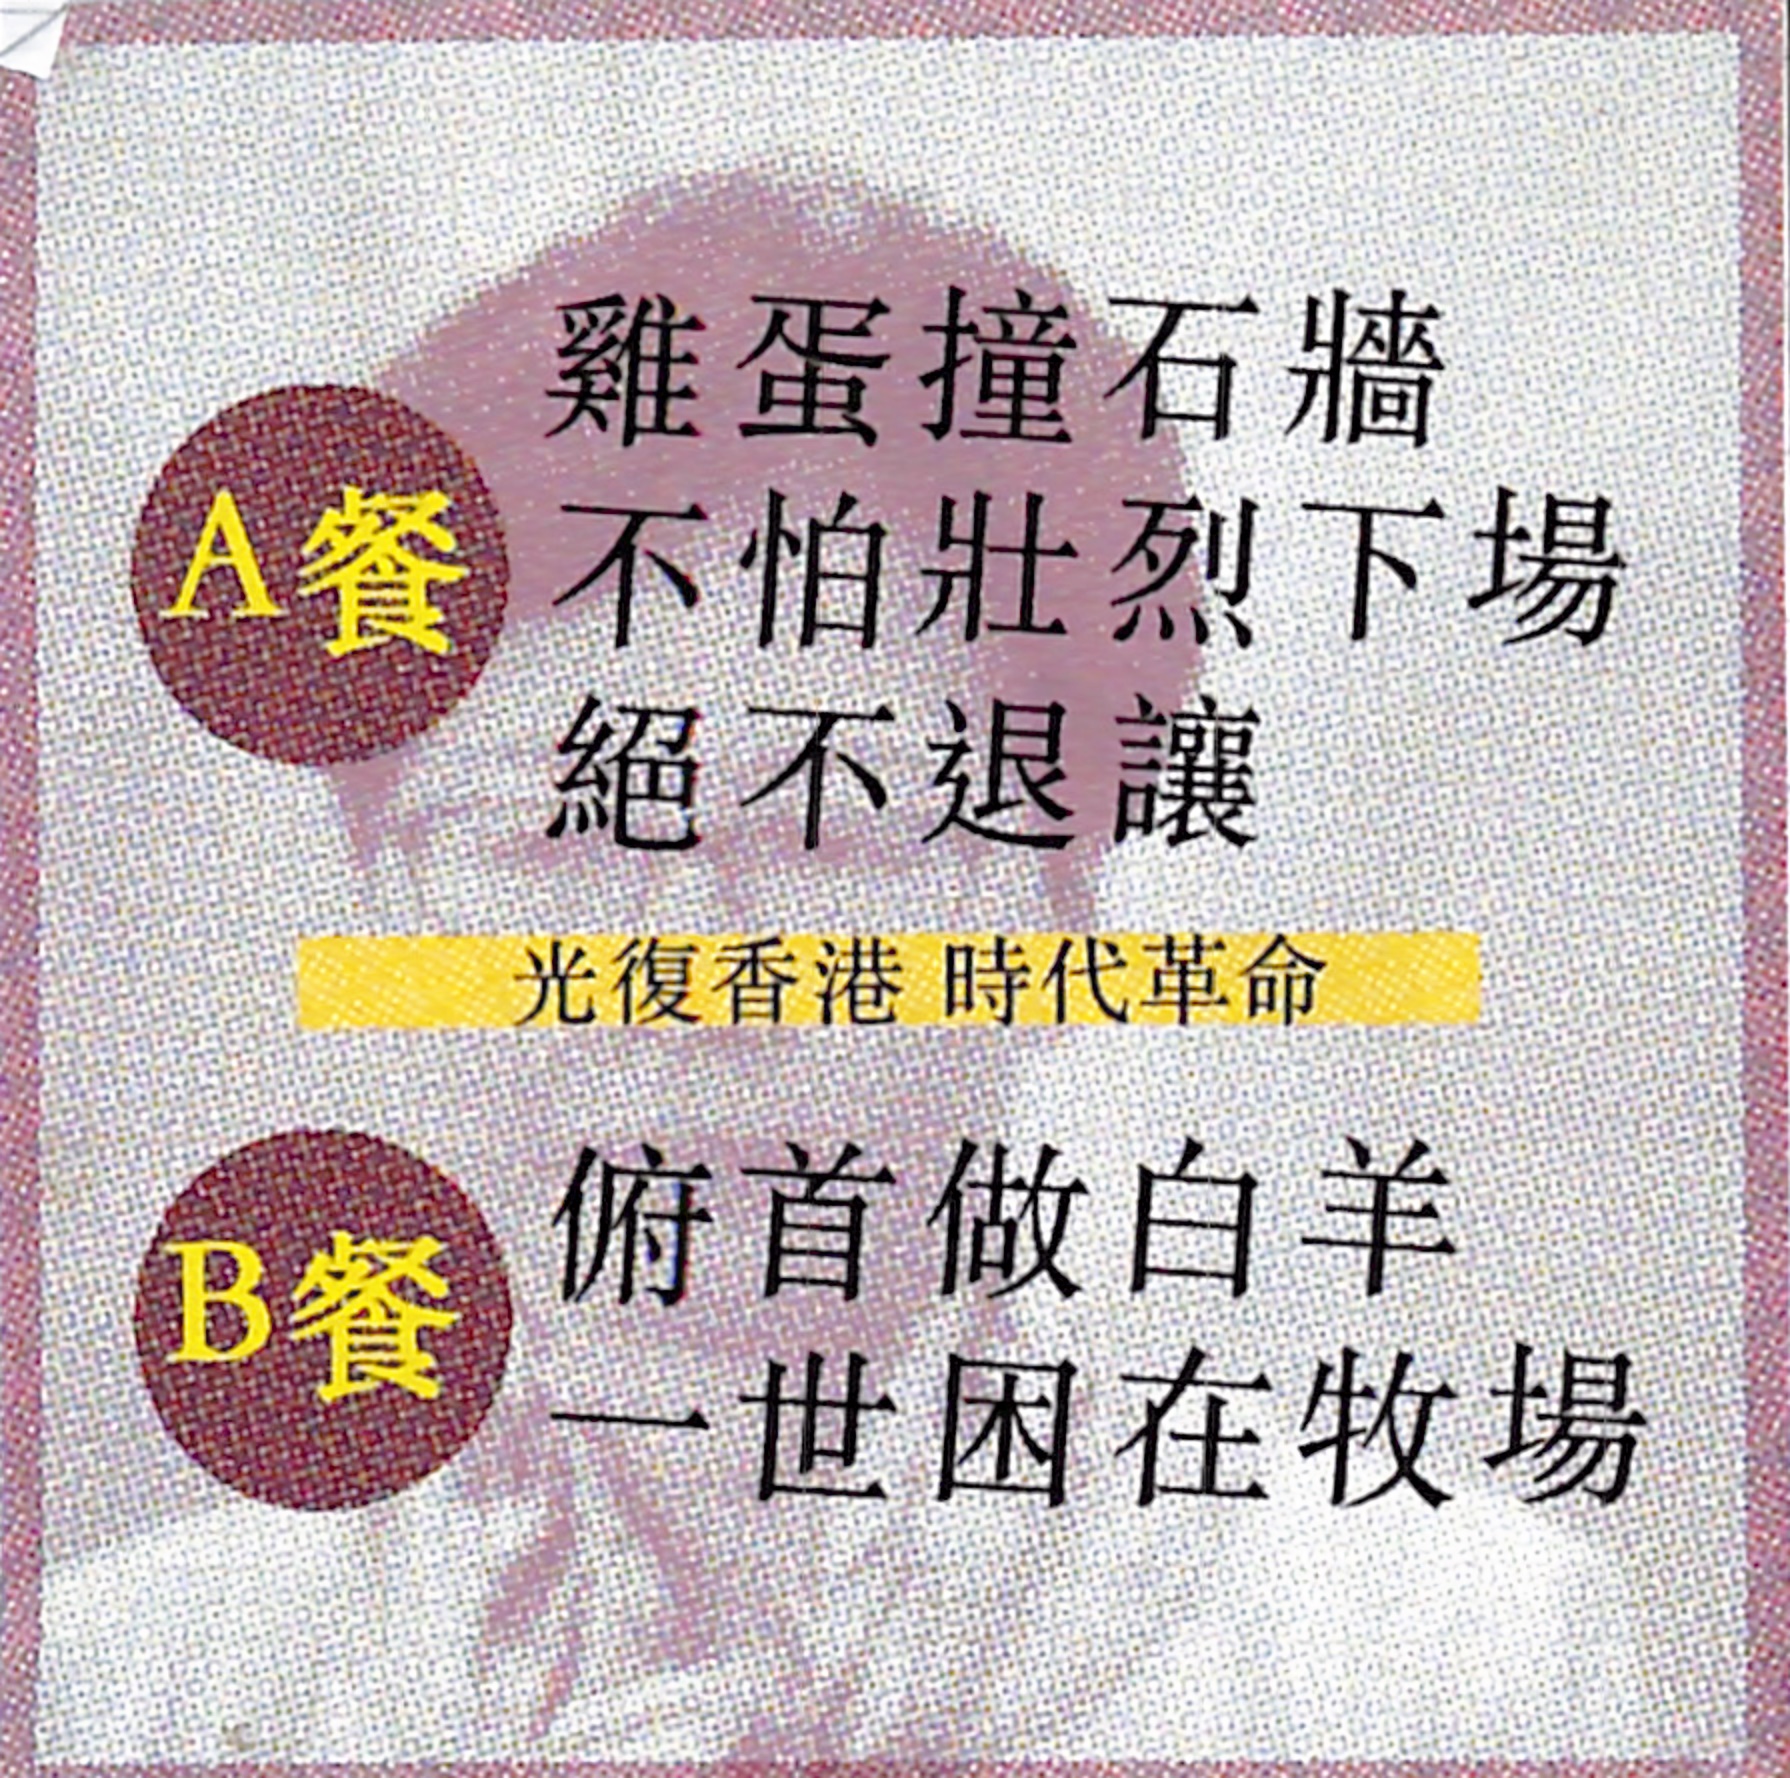 A餐
雞蛋撞石牆
不怕壯烈下場
絕不退讓
光復香港 時代革命
B餐
俯首做白羊
一世困在牧場